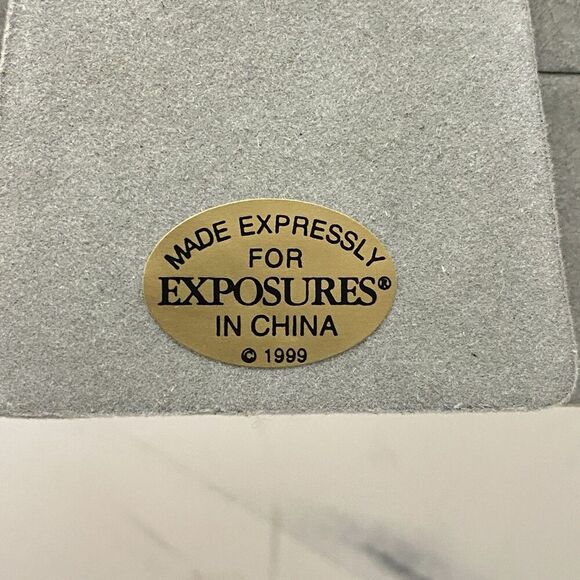 MADE EXPRESSLY
FOR
EXPOSURES®
IN CHINA
© 1999